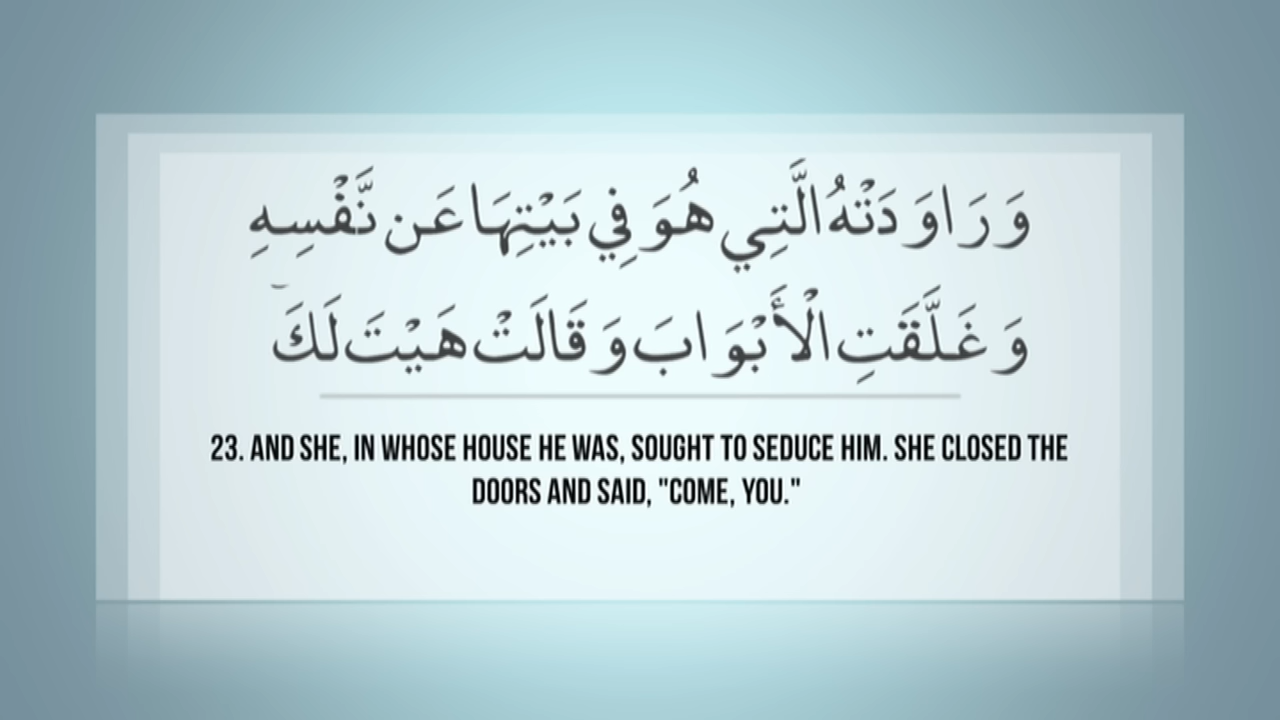 وَرَاوَدَتْهُ الَّتِي هُوَ فِي بَيْتِهَا عَن نَّفْسِهِ
وَغَلَّقَتِ الْأَبْوَابَ وَقَالَتْ هَيْتَ لَكَ ۚ
23. AND SHE, IN WHOSE HOUSE HE WAS, SOUGHT TO SEDUCE HIM. SHE CLOSED THE
DOORS AND SAID, "COME, YOU."